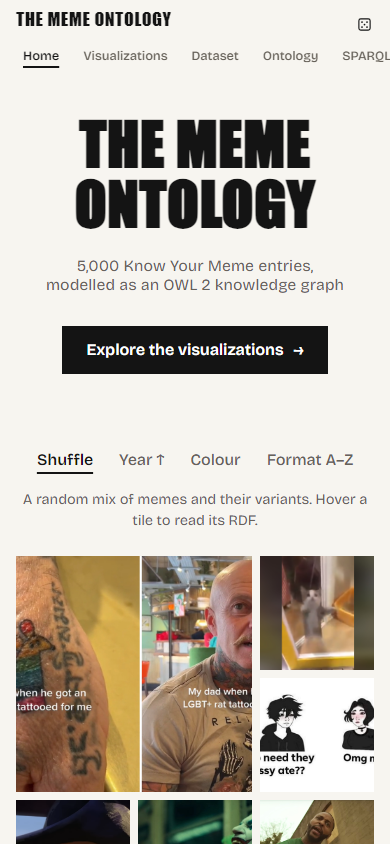 THE MEME ONTOLOGY
Home Visualizations Dataset Ontology SPARQL
THE MEME
ONTOLOGY
5,000 Know Your Meme entries,
modelled as an OWL 2 knowledge graph
Explore the visualizations →
Shuffle Year ↑ Colour Format A–Z
A random mix of memes and their variants. Hover a
tile to read its RDF.
when he got an
tattooed for me
My dad when
LGBT+ rat tattoo
REL
need they
ssy ate??
Omg